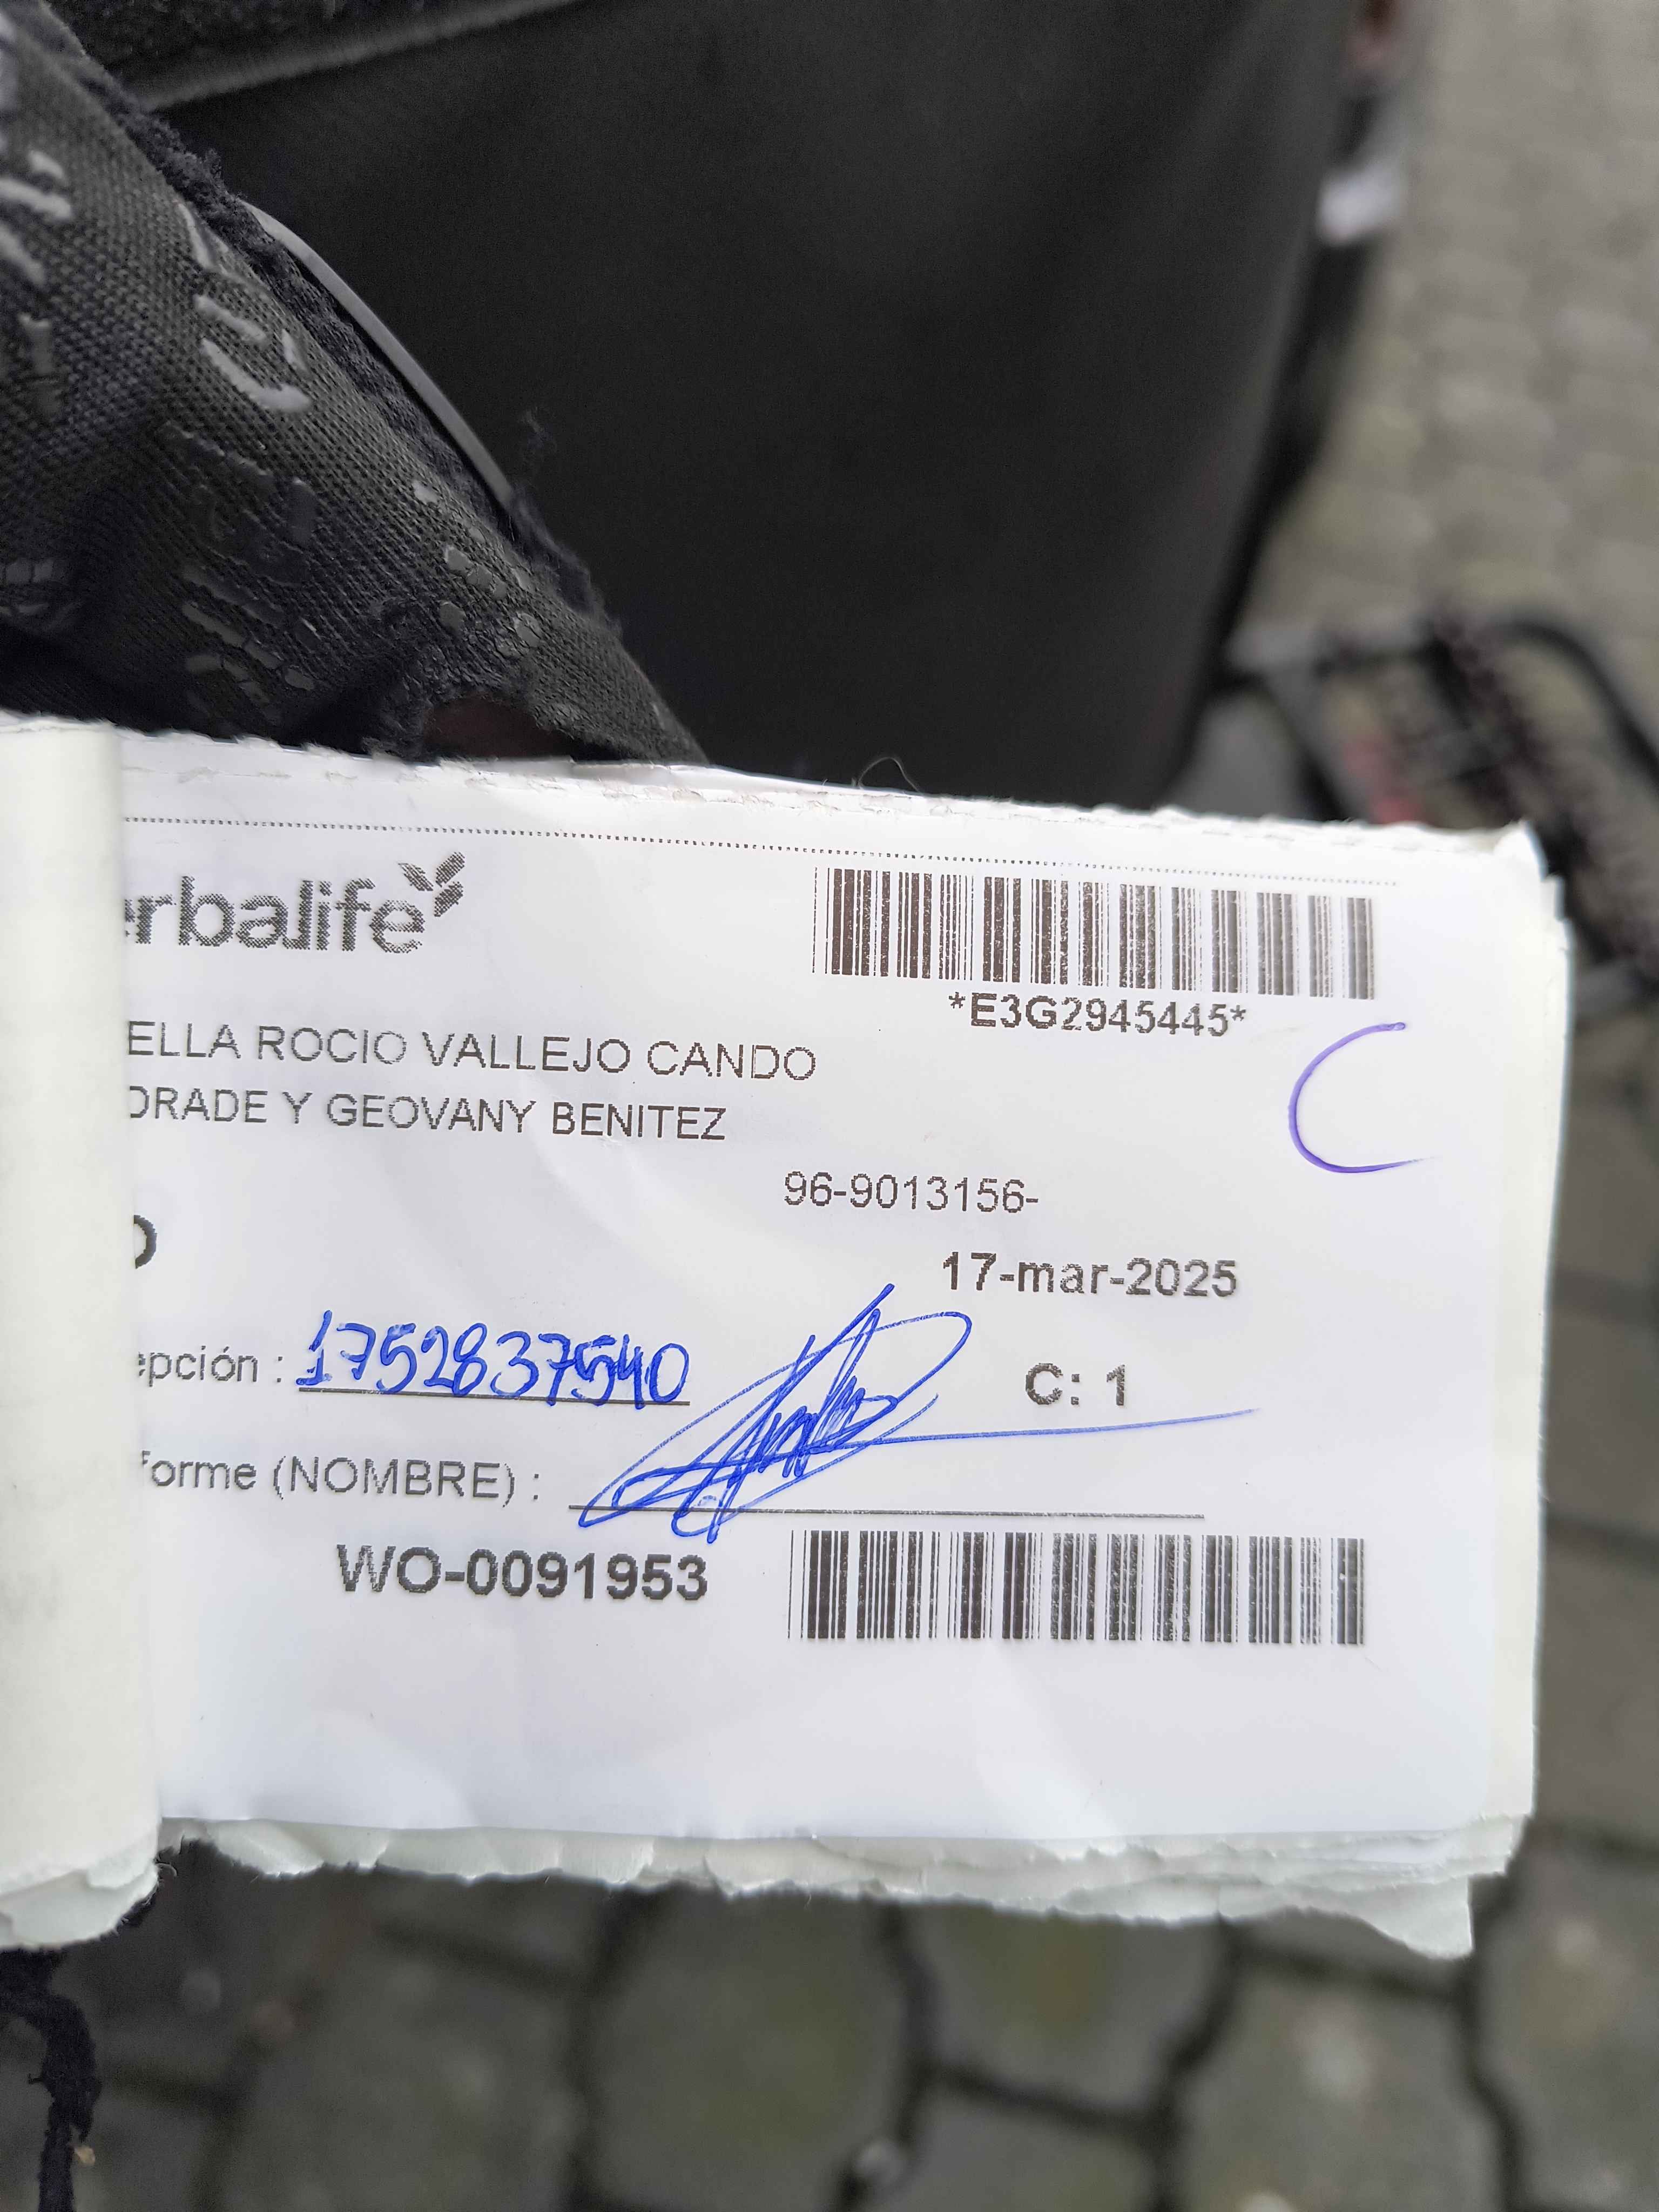 erbalife
*E3G2945445*
ELLA ROCIO VALLEJO CANDO
DRADE Y GEOVANY BENITEZ
C
96-9013156-
O
17-mar-2025
epción : 1752837540
C: 1
forme (NOMBRE) :
WO-0091953